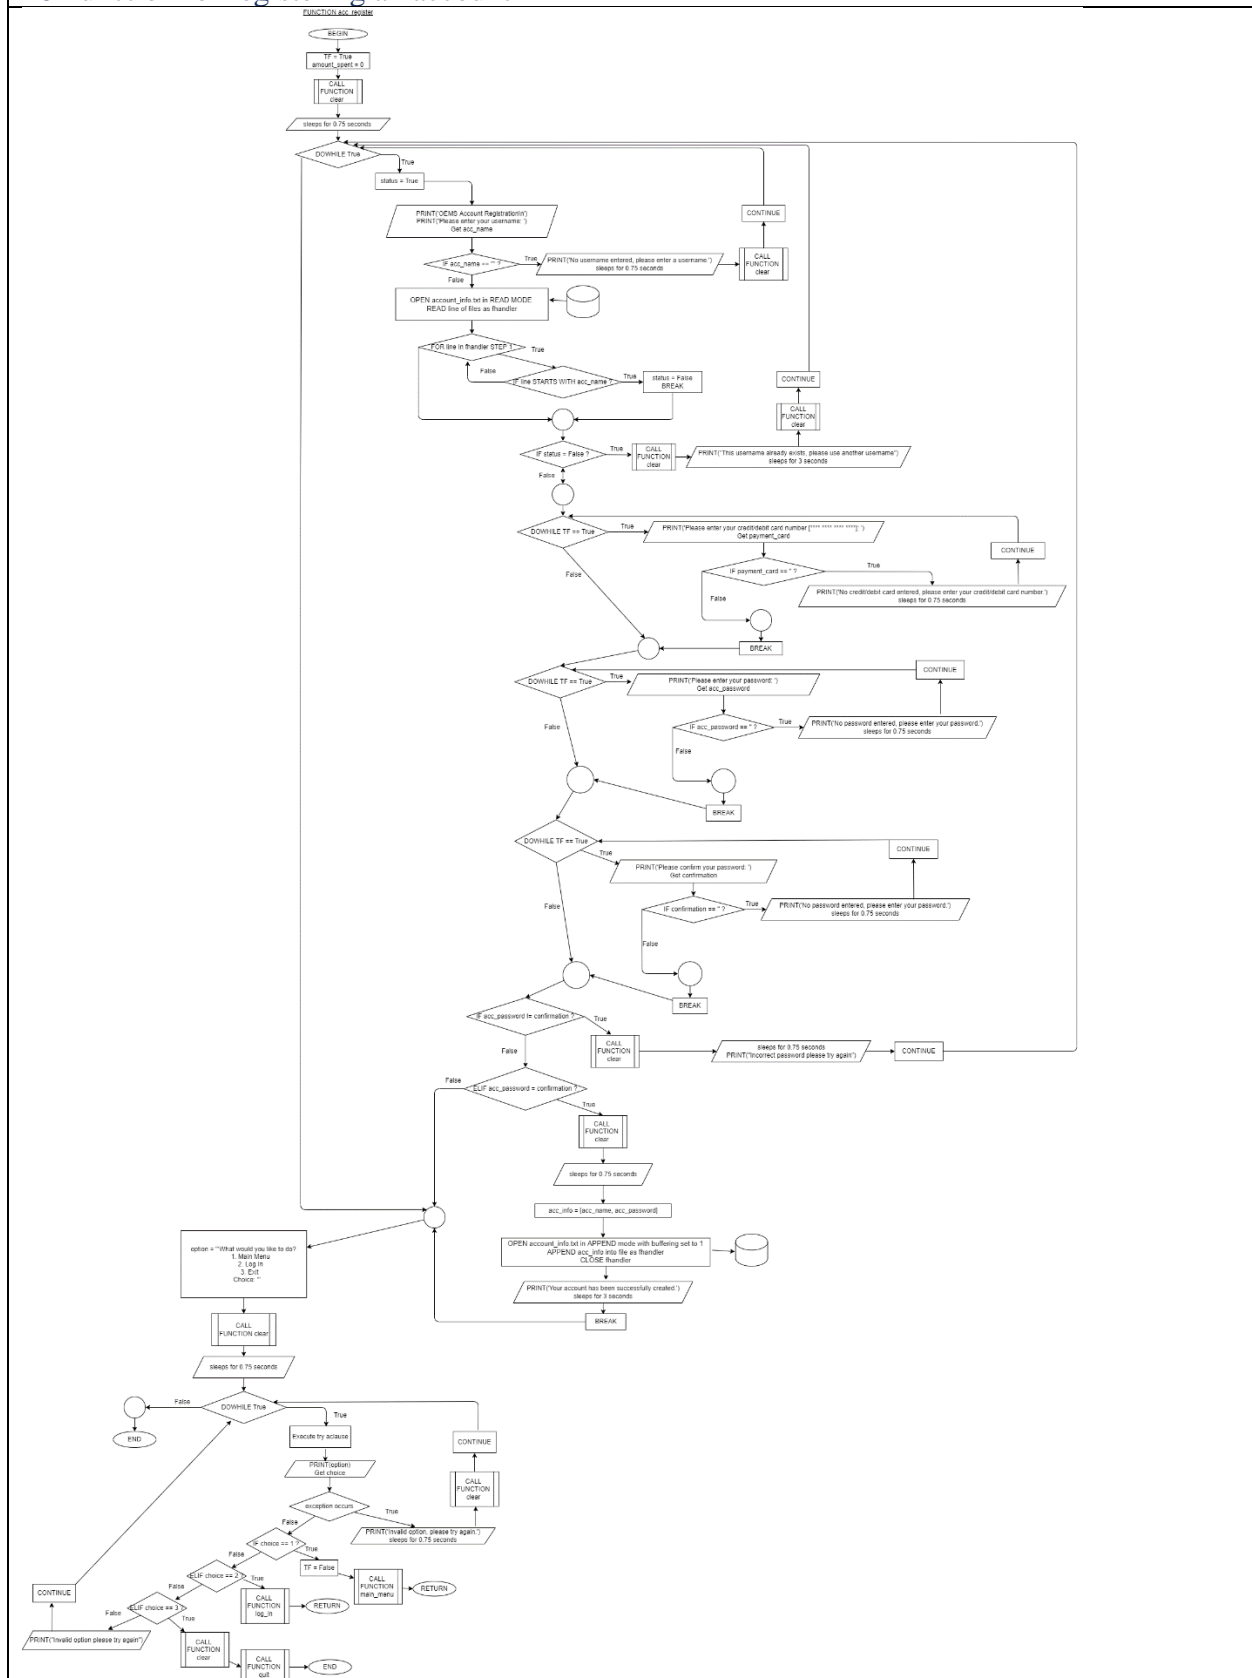 FUNCTION acc_register
BEGIN
TF = True
amount_spent = 0
CALL
FUNCTION
clear
sleeps for 0.75 seconds
DOWHILE True
True
status = True
PRINT('OEMS Account Registration\n')
PRINT('Please enter your username: ')
Get acc_name
CONTINUE
IF acc_name == '' ?
True
PRINT('No username entered, please enter a username.')
sleeps for 0.75 seconds
CALL
FUNCTION
clear
False
OPEN account_info.txt in READ MODE
READ line of files as fhandler
FOR line in fhandler STEP 1
True
False
IF line STARTS WITH acc_name ?
True
status = False
BREAK
CONTINUE
CALL
FUNCTION
clear
IF status = False ?
True
CALL
FUNCTION
clear
PRINT("This username already exists, please use another username")
sleeps for 3 seconds
False
DOWHILE TF == True
True
PRINT('Please enter your credit/debit card number [**** **** **** ****]: ')
Get payment_card
CONTINUE
IF payment_card == '' ?
True
False
False
PRINT('No credit/debit card entered, please enter your credit/debit card number.')
sleeps for 0.75 seconds
BREAK
DOWHILE TF == True
True
PRINT('Please enter your password: ')
Get acc_password
CONTINUE
IF acc_password == '' ?
True
PRINT('No password entered, please enter your password.')
sleeps for 0.75 seconds
False
False
BREAK
DOWHILE TF == True
True
PRINT('Please confirm your password: ')
Get confirmation
CONTINUE
IF confirmation == '' ?
True
PRINT('No password entered, please enter your password.')
sleeps for 0.75 seconds
False
False
BREAK
IF acc_password != confirmation ?
True
CALL
FUNCTION
clear
sleeps for 0.75 seconds
PRINT("Incorrect password please try again")
CONTINUE
False
ELIF acc_password = confirmation ?
False
True
CALL
FUNCTION
clear
sleeps for 0.75 seconds
acc_info = [acc_name, acc_password]
OPEN account_info.txt in APPEND mode with buffering set to 1
APPEND acc_info into file as fhandler
CLOSE fhandler
PRINT('Your account has been successfully created.')
sleeps for 3 seconds
BREAK
option = '"What would you like to do?
1. Main Menu
2. Log in
3. Exit
Choice: '"
CALL
FUNCTION clear
sleeps for 0.75 seconds
DOWHILE True
False
END
True
Execute try aclause
PRINT(option)
Get choice
CONTINUE
CALL
FUNCTION
clear
exception occurs
True
PRINT('Invalid option, please try again.')
sleeps for 0.75 seconds
False
IF choice == 1 ?
True
TF = False
CALL
FUNCTION
main_menu
RETURN
False
ELIF choice == 2 ?
True
CALL
FUNCTION
log_in
RETURN
False
ELIF choice == 3 ?
False
True
CONTINUE
PRINT("Invalid option please try again")
CALL
FUNCTION
clear
CALL
FUNCTION
quit
END